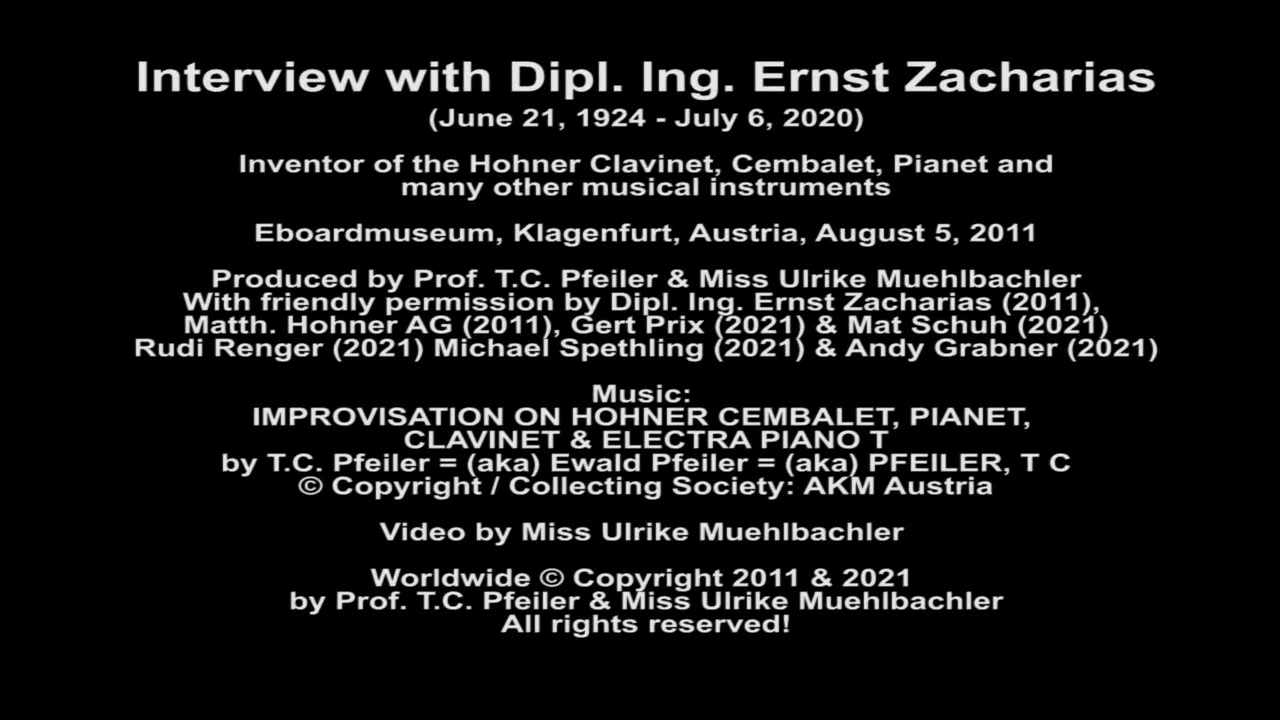 Interview with Dipl. Ing. Ernst Zacharias
(June 21, 1924 - July 6, 2020)
Inventor of the Hohner Clavinet, Cembalet, Pianet and
many other musical instruments
Eboardmuseum, Klagenfurt, Austria, August 5, 2011
Produced by Prof. T.C. Pfeiler & Miss Ulrike Muehlbachler
With friendly permission by Dipl. Ing. Ernst Zacharias (2011),
Matth. Hohner AG (2011), Gert Prix (2021) & Mat Schuh (2021)
Rudi Renger (2021) Michael Spethling (2021) & Andy Grabner (2021)
Music:
IMPROVISATION ON HOHNER CEMBALET, PIANET,
CLAVINET & ELECTRA PIANO T
by T.C. Pfeiler = (aka) Ewald Pfeiler = (aka) PFEILER, T C
© Copyright / Collecting Society: AKM Austria
Video by Miss Ulrike Muehlbachler
Worldwide © Copyright 2011 & 2021
by Prof. T.C. Pfeiler & Miss Ulrike Muehlbachler
All rights reserved!